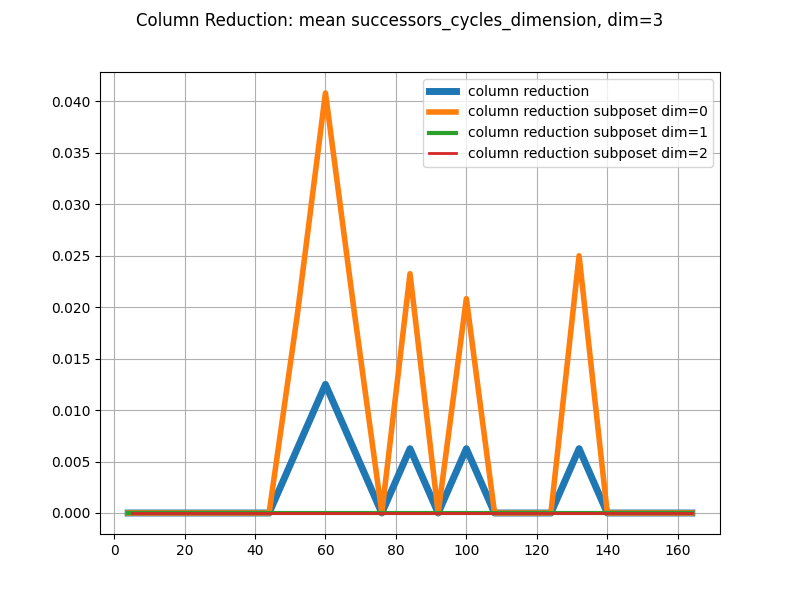 Column Reduction: mean successors_cycles_dimension, dim=3
column reduction
column reduction subposet dim=0
column reduction subposet dim=1
column reduction subposet dim=2
0.040
0.035
0.030
0.025
0.020
0.015
0.010
0.005
0.000
0 20 40 60 80 100 120 140 160